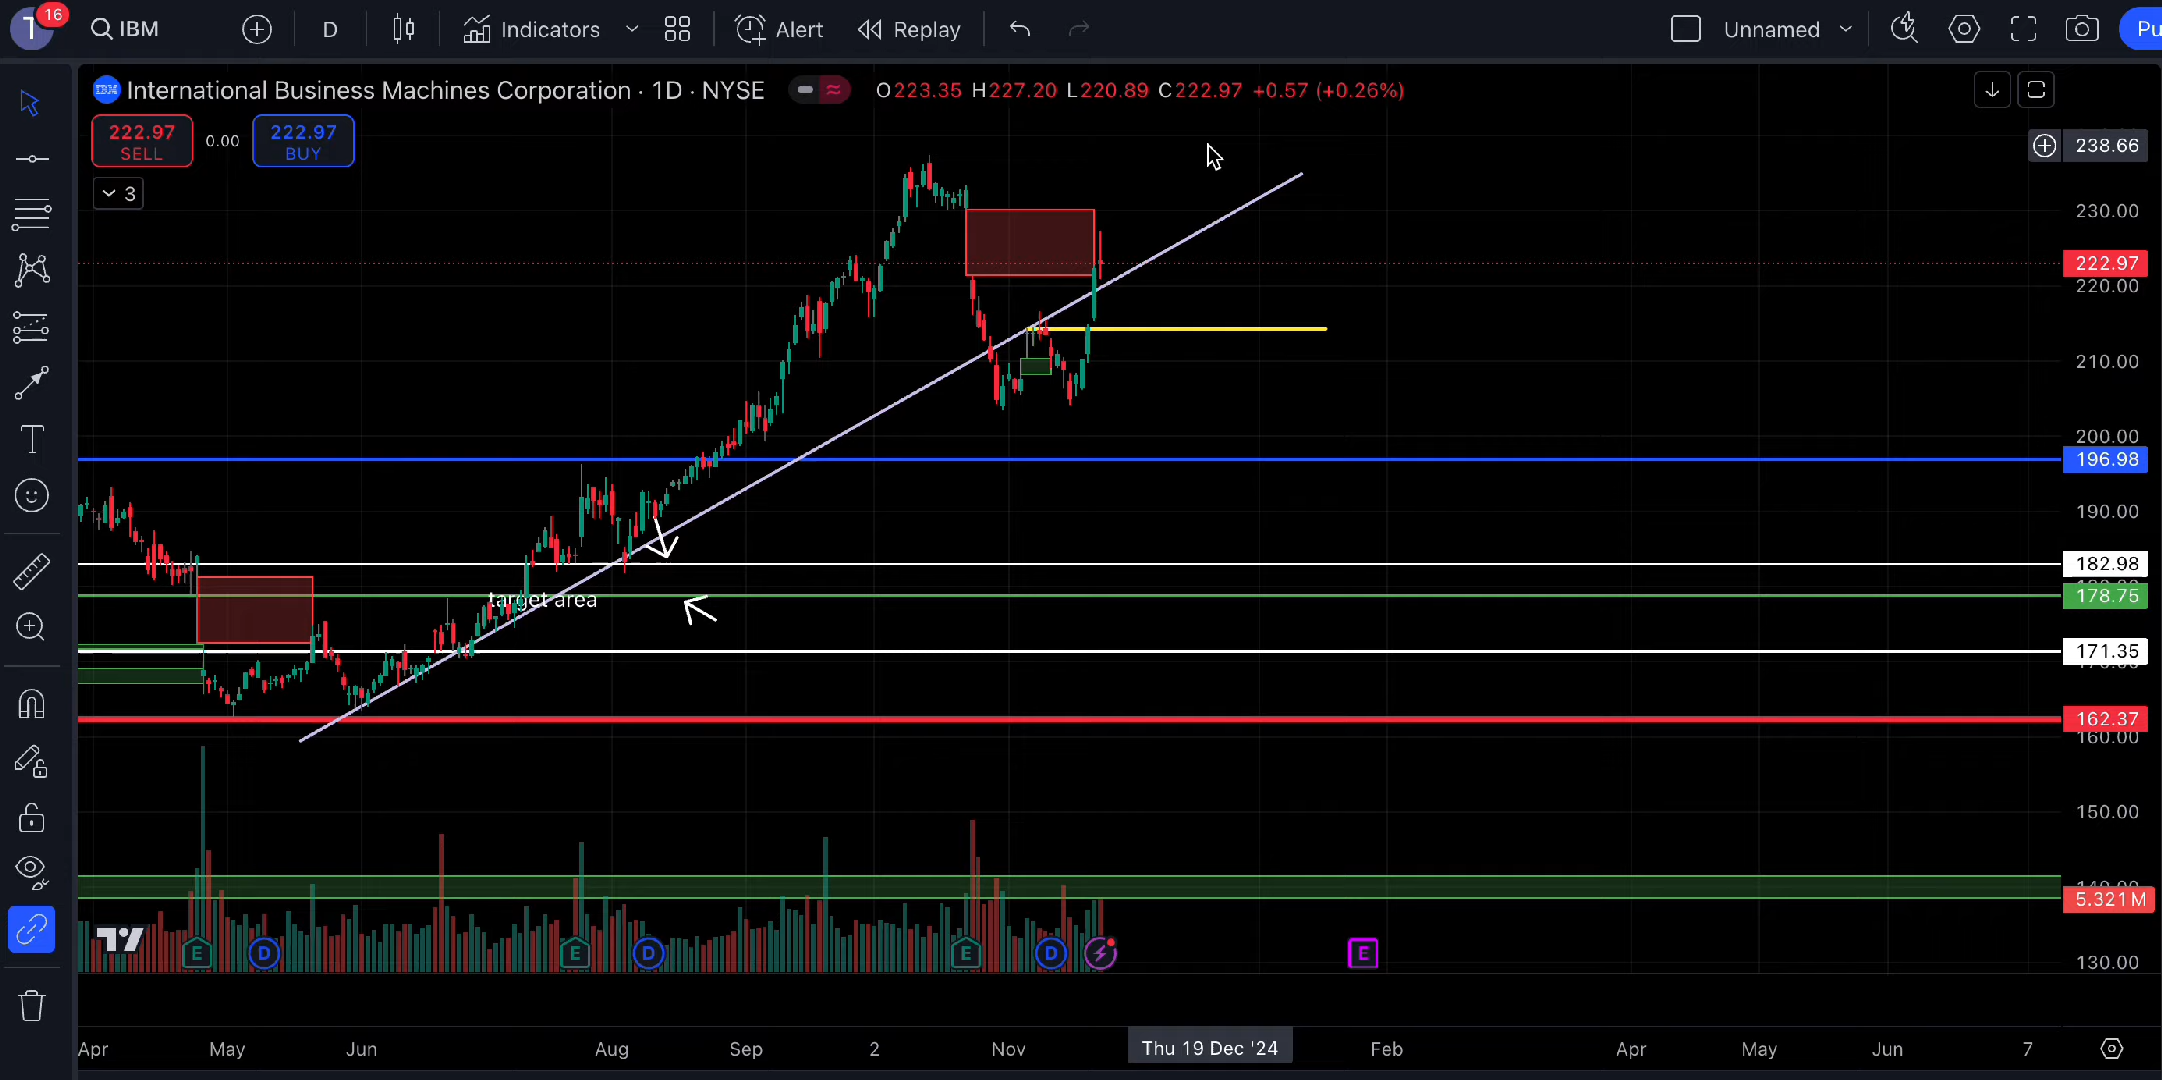 T
16
IBM
D
Indicators
Alert
Replay
Unnamed
Pu
IBM
International Business Machines Corporation · 1D · NYSE
O223.35 H227.20 L220.89 C222.97 +0.57 (+0.26%)
222.97
SELL
0.00
222.97
BUY
3
238.66
230.00
222.97
220.00
210.00
200.00
196.98
190.00
182.98
178.75
target area
171.35
162.37
160.00
150.00
5.321 M
E
D
E
D
E
D
E
130.00
Apr
May
Jun
Aug
Sep
2
Nov
Thu 19 Dec '24
Feb
Apr
May
Jun
7